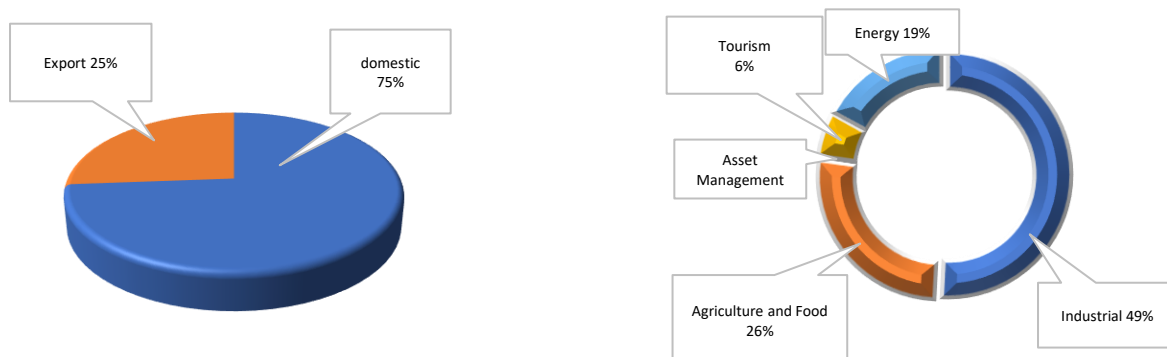 Export 25%
domestic
75%
Tourism
6%
Energy 19%
Asset
Management
Agriculture and Food
26%
Industrial 49%